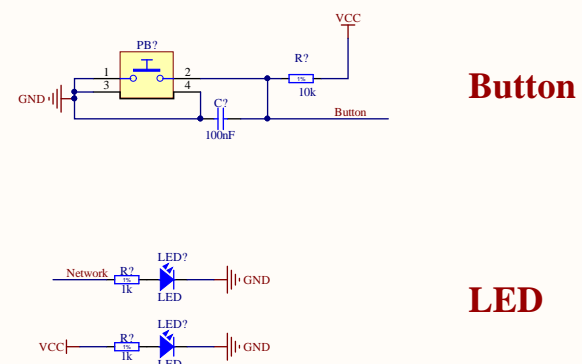 VCC
PB?
R?
1
2
3
4
GND
1%
10k
C?
100nF
Button
Button
LED?
Network
R?
1%
1k
LED
GND
LED
LED?
VCC
R?
1%
1k
LED
GND